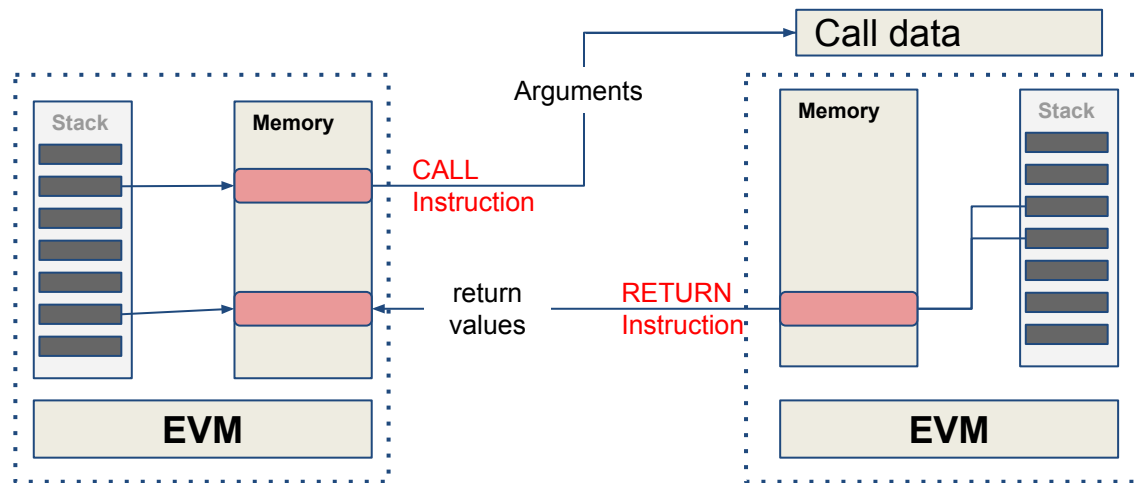 Call data
Arguments
Stack
Memory
CALL
Instruction
return
values
EVM
Memory
Stack
RETURN
Instruction
EVM